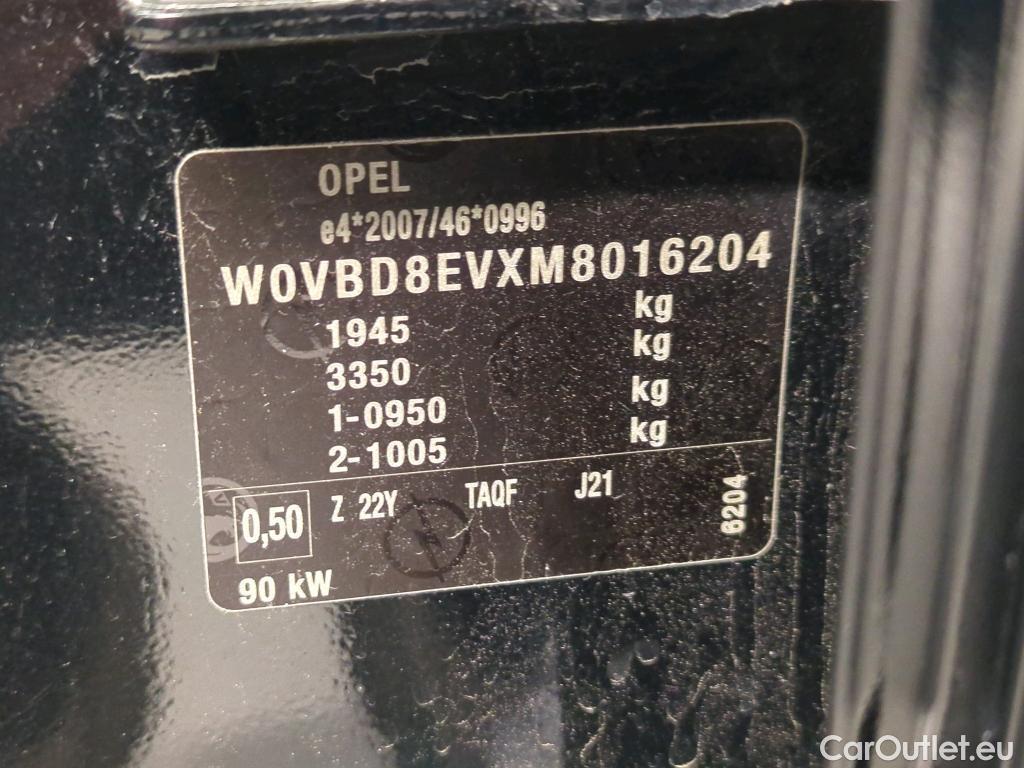 OPEL
e4*2007/46*0996
W0VBD8EVXM8016204
1945 kg
3350 kg
1-0950 kg
2-1005 kg
0,50 Z 22Y TAQF J21 6204
90 kW
CarOutlet.eu